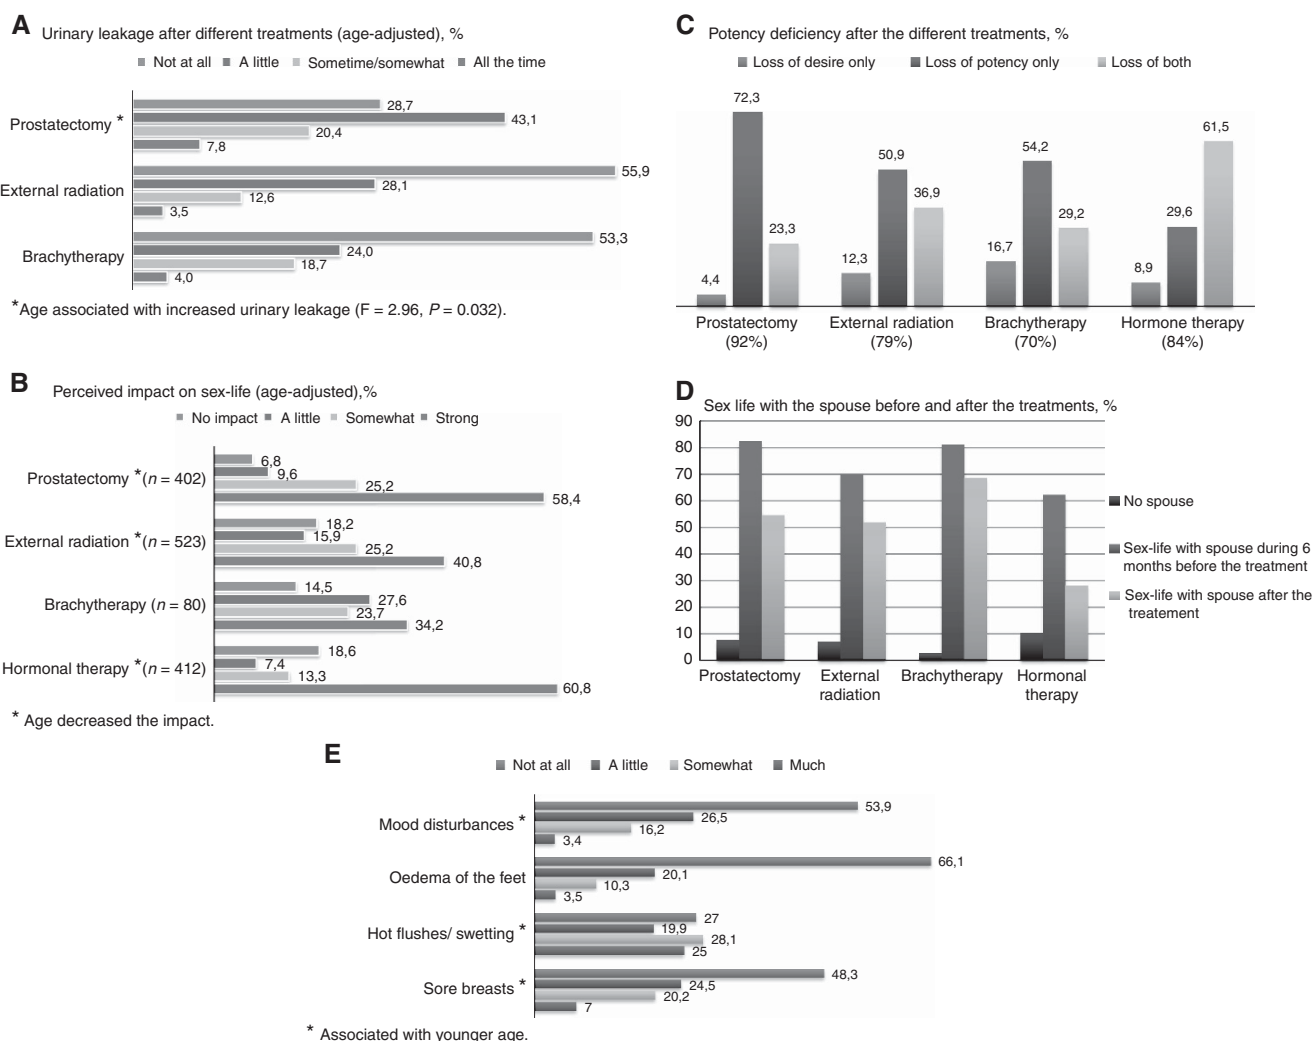 A Urinary leakage after different treatments (age-adjusted), %
Not at all A little Sometime/somewhat All the time
Prostatectomy *
28,7
43,1
20,4
7,8
External radiation
55,9
28,1
12,6
3,5
Brachytherapy
53,3
24,0
18,7
4,0
*Age associated with increased urinary leakage (F = 2.96, P = 0.032).
B Perceived impact on sex-life (age-adjusted),%
No impact A little Somewhat Strong
Prostatectomy *(n = 402)
6,8
9,6
25,2
58,4
External radiation *(n = 523)
18,2
15,9
25,2
40,8
Brachytherapy (n = 80)
14,5
27,6
23,7
34,2
Hormonal therapy *(n = 412)
18,6
7,4
13,3
60,8
* Age decreased the impact.
C Potency deficiency after the different treatments, %
Loss of desire only Loss of potency only Loss of both
4,4 72,3 23,3
12,3 50,9 36,9
16,7 54,2 29,2
8,9 29,6 61,5
Prostatectomy External radiation Brachytherapy Hormone therapy
(92%) (79%) (70%) (84%)
D Sex life with the spouse before and after the treatments, %
90
80
70
60
50
40
30
20
10
0
Prostatectomy External Brachytherapy Hormonal
radiation therapy
No spouse
Sex-life with spouse during 6
months before the treatment
Sex-life with spouse after the
treatement
E
Not at all A little Somewhat Much
Mood disturbances *
53,9
26,5
16,2
3,4
Oedema of the feet
66,1
20,1
10,3
3,5
Hot flushes/ swetting *
27
19,9
28,1
25
Sore breasts *
48,3
24,5
20,2
7
* Associated with younger age.